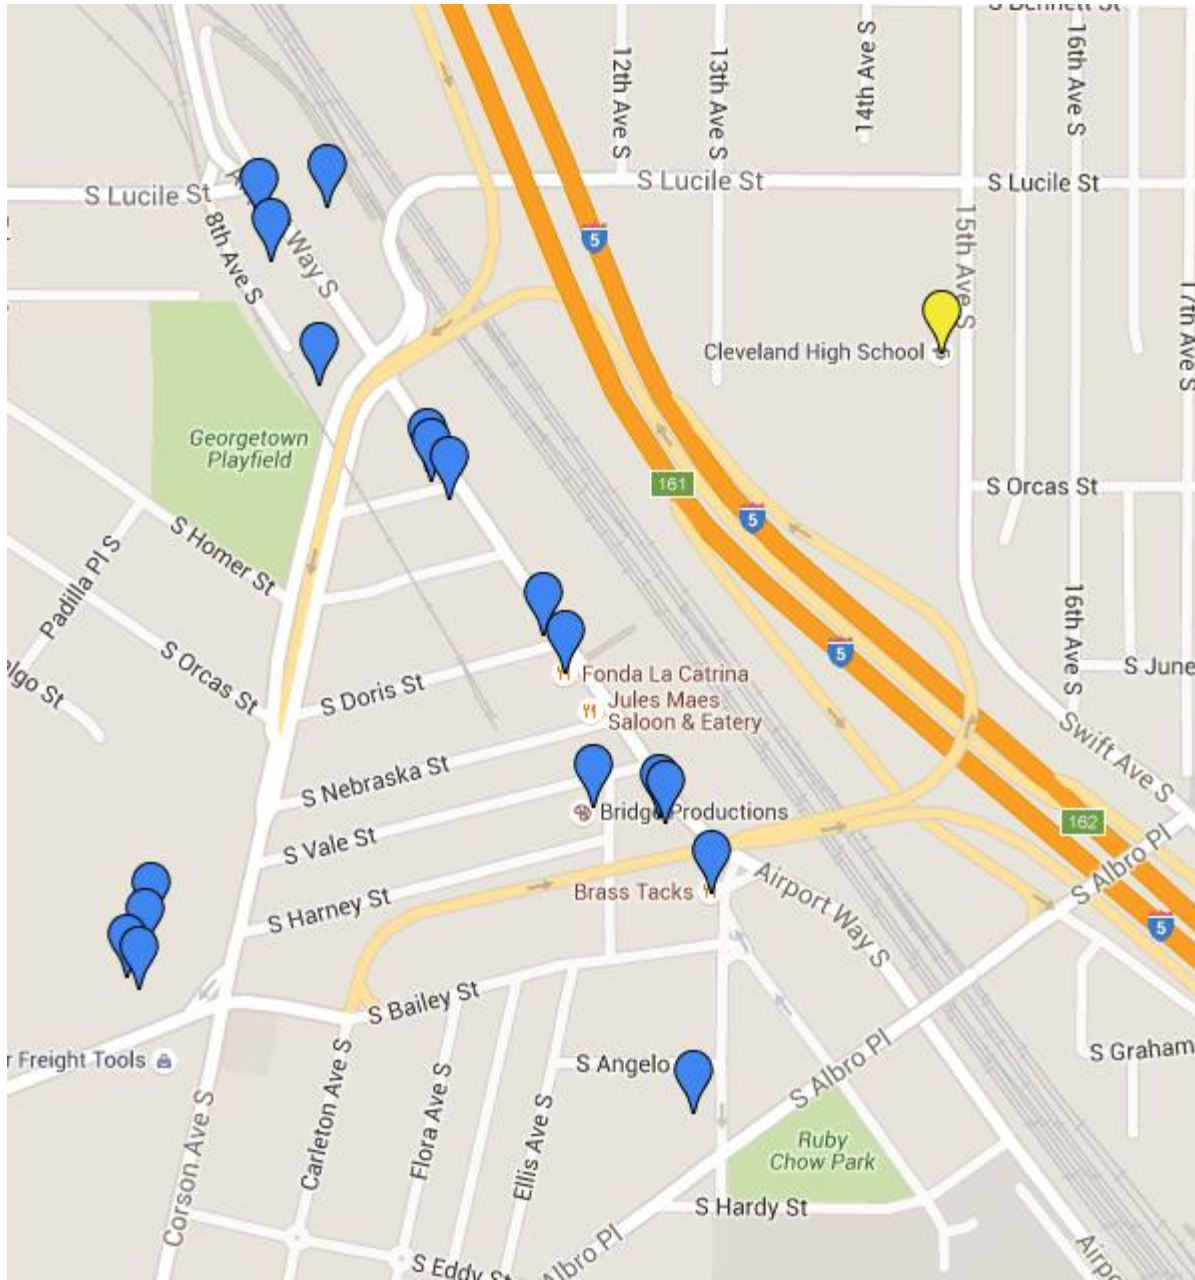 S Bennett St
12th Ave S
13th Ave S
14th Ave S
16th Ave S
S Lucile St
S Lucile St
S Lucile St
8th Ave S
Way S
5
15th Ave S
17th Ave S
Cleveland High School
Georgetown
Playfield
161
5
S Orcas St
S Homer St
Padilla Pl S
S Orcas St
16th Ave S
5
S June
S Doris St
Fonda La Catrina
Jules Maes
Saloon & Eatery
Swift Ave S
S Nebraska St
Bridge Productions
162
S Vale St
S Albro Pl
Brass Tacks
Airport Way S
S Harney St
5
S Bailey St
r Freight Tools
S Angelo
S Graham
S Albro Pl
Corson Ave S
Carleton Ave S
Flora Ave S
Ellis Ave S
Ruby
Chow Park
S Hardy St
Albro Pl
S Eddy St